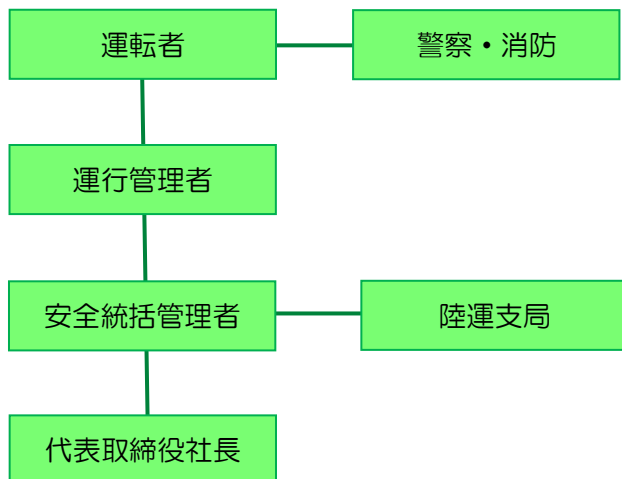 運転者
警察・消防
運行管理者
安全統括管理者
陸運支局
代表取締役社長